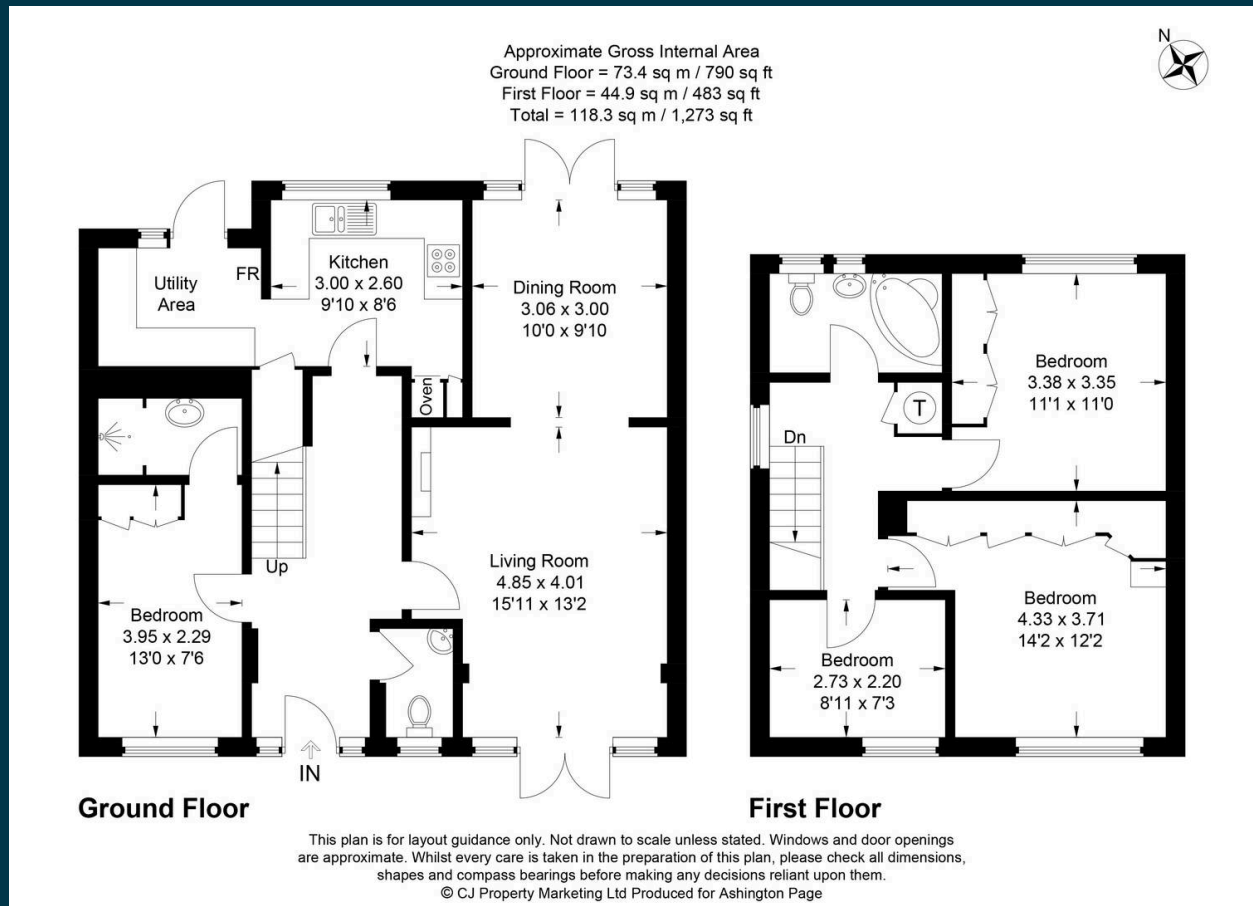 N
Approximate Gross Internal Area
Ground Floor = 73.4 sq m / 790 sq ft
First Floor = 44.9 sq m / 483 sq ft
Total = 118.3 sq m / 1,273 sq ft
Utility
Area
FR
Kitchen
3.00 x 2.60
9'10 x 8'6
Dining Room
3.06 x 3.00
10'0 x 9'10
Oven
Up
Living Room
4.85 x 4.01
15'11 x 13'2
Bedroom
3.95 x 2.29
13'0 x 7'6
IN
Ground Floor
Bedroom
3.38 x 3.35
11'1 x 11'0
T
Dn
Bedroom
4.33 x 3.71
14'2 x 12'2
Bedroom
2.73 x 2.20
8'11 x 7'3
First Floor
This plan is for layout guidance only. Not drawn to scale unless stated. Windows and door openings
are approximate. Whilst every care is taken in the preparation of this plan, please check all dimensions,
shapes and compass bearings before making any decisions reliant upon them.
© CJ Property Marketing Ltd Produced for Ashington Page